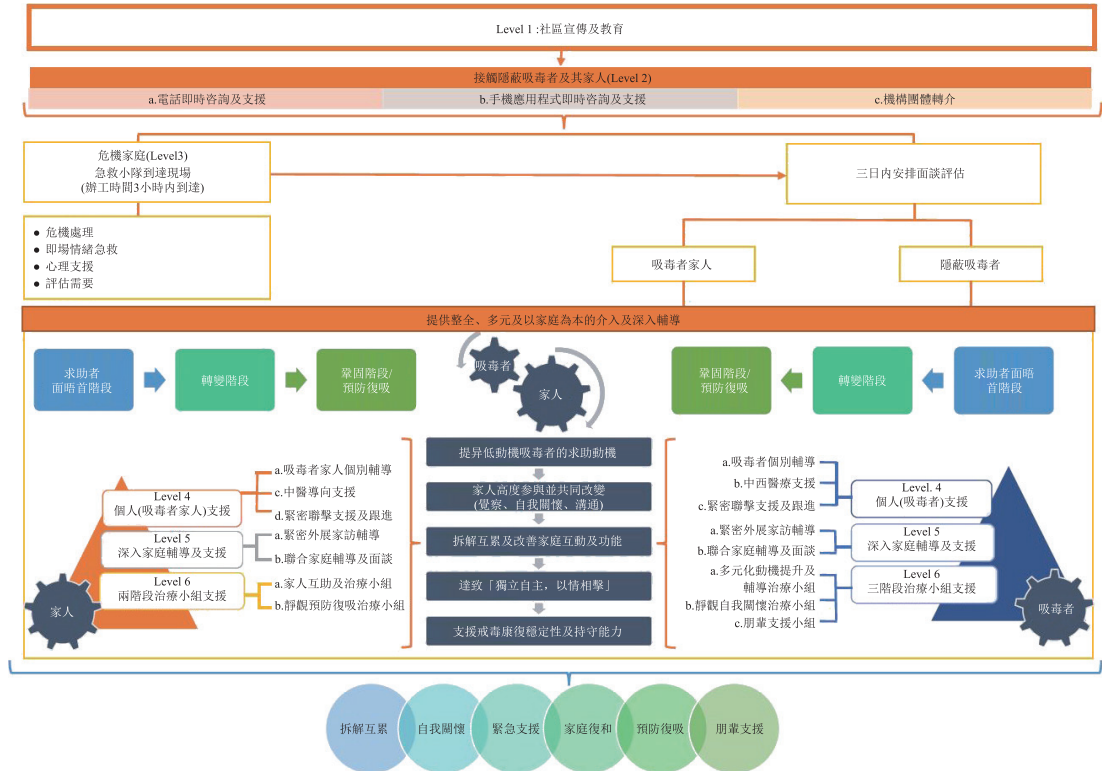 Level 1 :社區宣傳及教育
接觸隱蔽吸毒者及其家人(Level 2)
a.電話即時咨詢及支援
b.手機應用程式即時咨詢及支援
c.機構團體轉介
危機家庭(Level3)
急救小隊到達現場
(辦工時間3小時内到達)
三日内安排面談評估
● 危機處理
● 即場情緒急救
● 心理支援
● 評估需要
吸毒者家人
隱蔽吸毒者
提供整全、多元及以家庭為本的介入及深入輔導
求助者
面晤首階段
轉變階段
鞏固階段/
預防復吸
吸毒者
家人
鞏固階段/
預防復吸
轉變階段
求助者面晤
首階段
Level 4
個人(吸毒者家人)支援
a.吸毒者家人個別輔導
c.中醫導向支援
d.緊密聯擊支援及跟進
Level 5
深入家庭輔導及支援
a.緊密外展家訪輔導
b.聯合家庭輔導及面談
Level 6
兩階段治療小組支援
a.家人互助及治療小組
b.靜觀預防復吸治療小組
家人
提异低動機吸毒者的求助動機
家人高度參與並共同改變
(覺察、自我關懷、溝通)
拆解互累及改善家庭互動及功能
達致「獨立自主，以情相擊」
支援戒毒康復穩定性及持守能力
a.吸毒者個別輔導
b.中西醫療支援
c.緊密聯擊支援及跟進
Level. 4
個人(吸毒者)支援
a.緊密外展家訪輔導
b.聯合家庭輔導及面談
Level 5
深入家庭輔導及支援
a.多元化動機提升及
輔導治療小組
b.靜觀自我關懷治療小組
c.朋輩支援小組
Level 6
三階段治療小組支援
吸毒者
拆解互累
自我關懷
緊急支援
家庭復和
預防復吸
朋輩支援